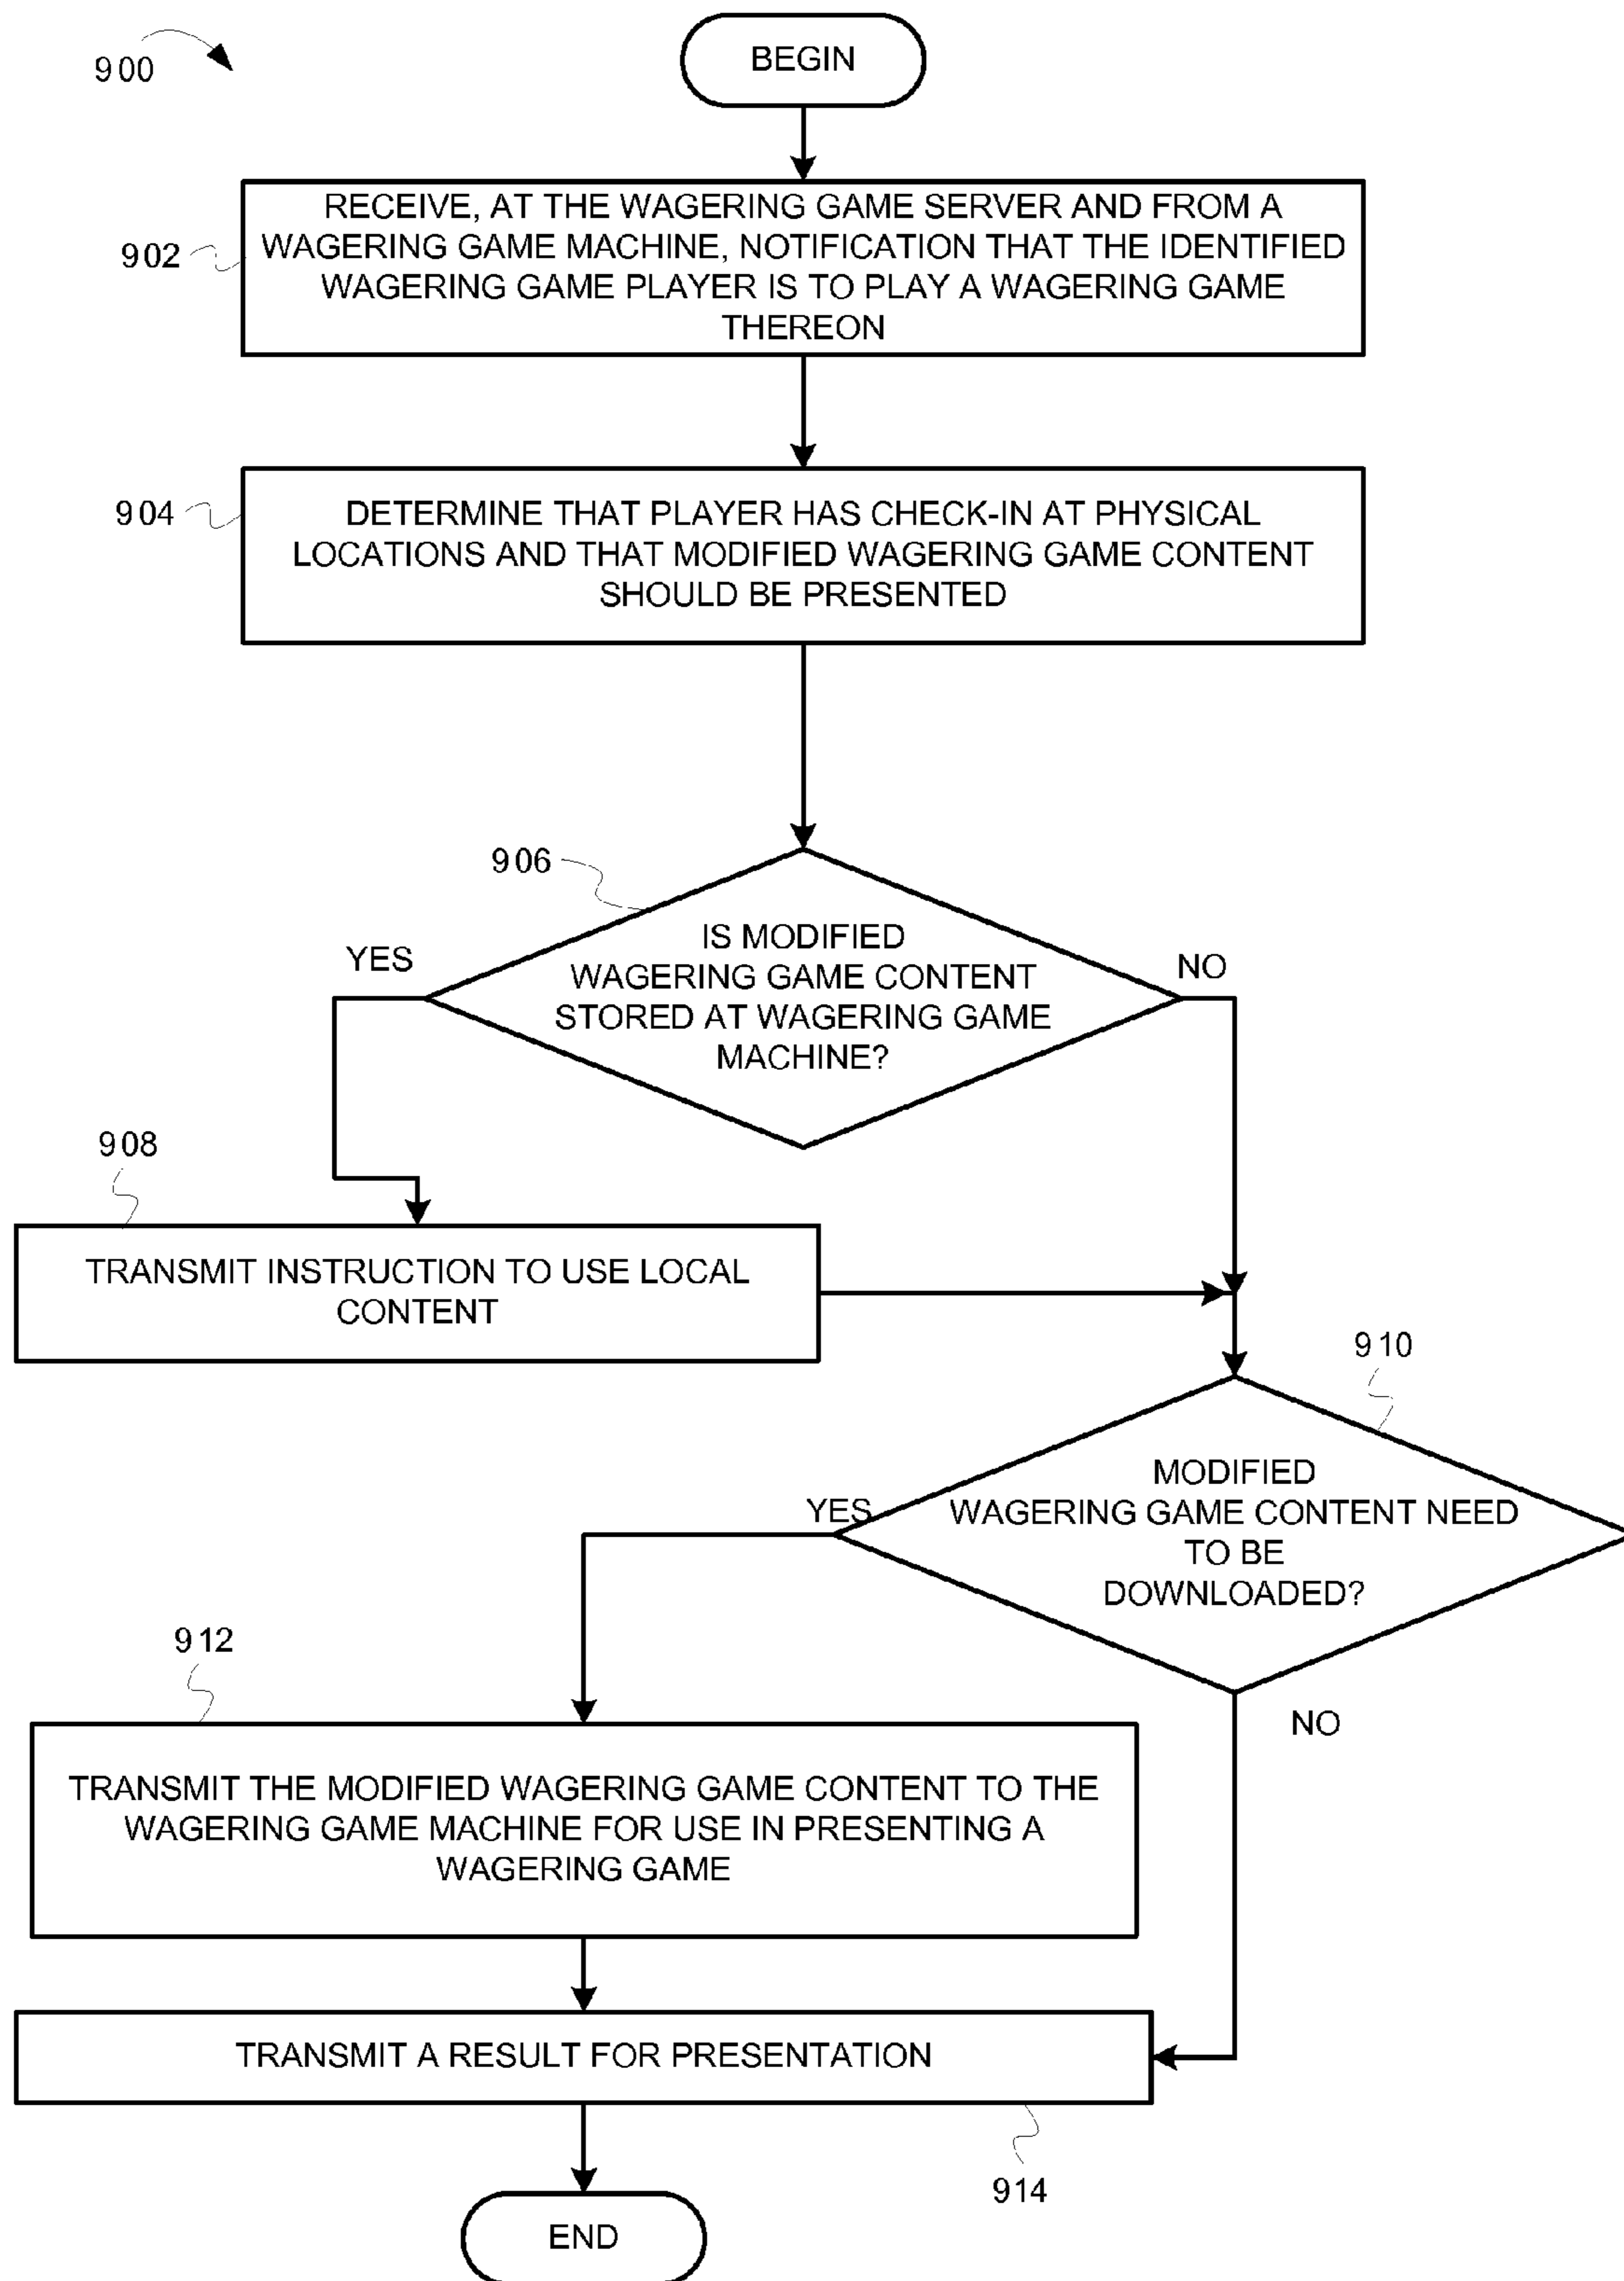 900
BEGIN
902
RECEIVE, AT THE WAGERING GAME SERVER AND FROM A
WAGERING GAME MACHINE, NOTIFICATION THAT THE IDENTIFIED
WAGERING GAME PLAYER IS TO PLAY A WAGERING GAME
THEREON
904
DETERMINE THAT PLAYER HAS CHECK-IN AT PHYSICAL
LOCATIONS AND THAT MODIFIED WAGERING GAME CONTENT
SHOULD BE PRESENTED
906
IS MODIFIED
WAGERING GAME CONTENT
STORED AT WAGERING GAME
MACHINE?
YES
NO
908
TRANSMIT INSTRUCTION TO USE LOCAL
CONTENT
910
MODIFIED
WAGERING GAME CONTENT NEED
TO BE
DOWNLOADED?
YES
NO
912
TRANSMIT THE MODIFIED WAGERING GAME CONTENT TO THE
WAGERING GAME MACHINE FOR USE IN PRESENTING A
WAGERING GAME
TRANSMIT A RESULT FOR PRESENTATION
914
END